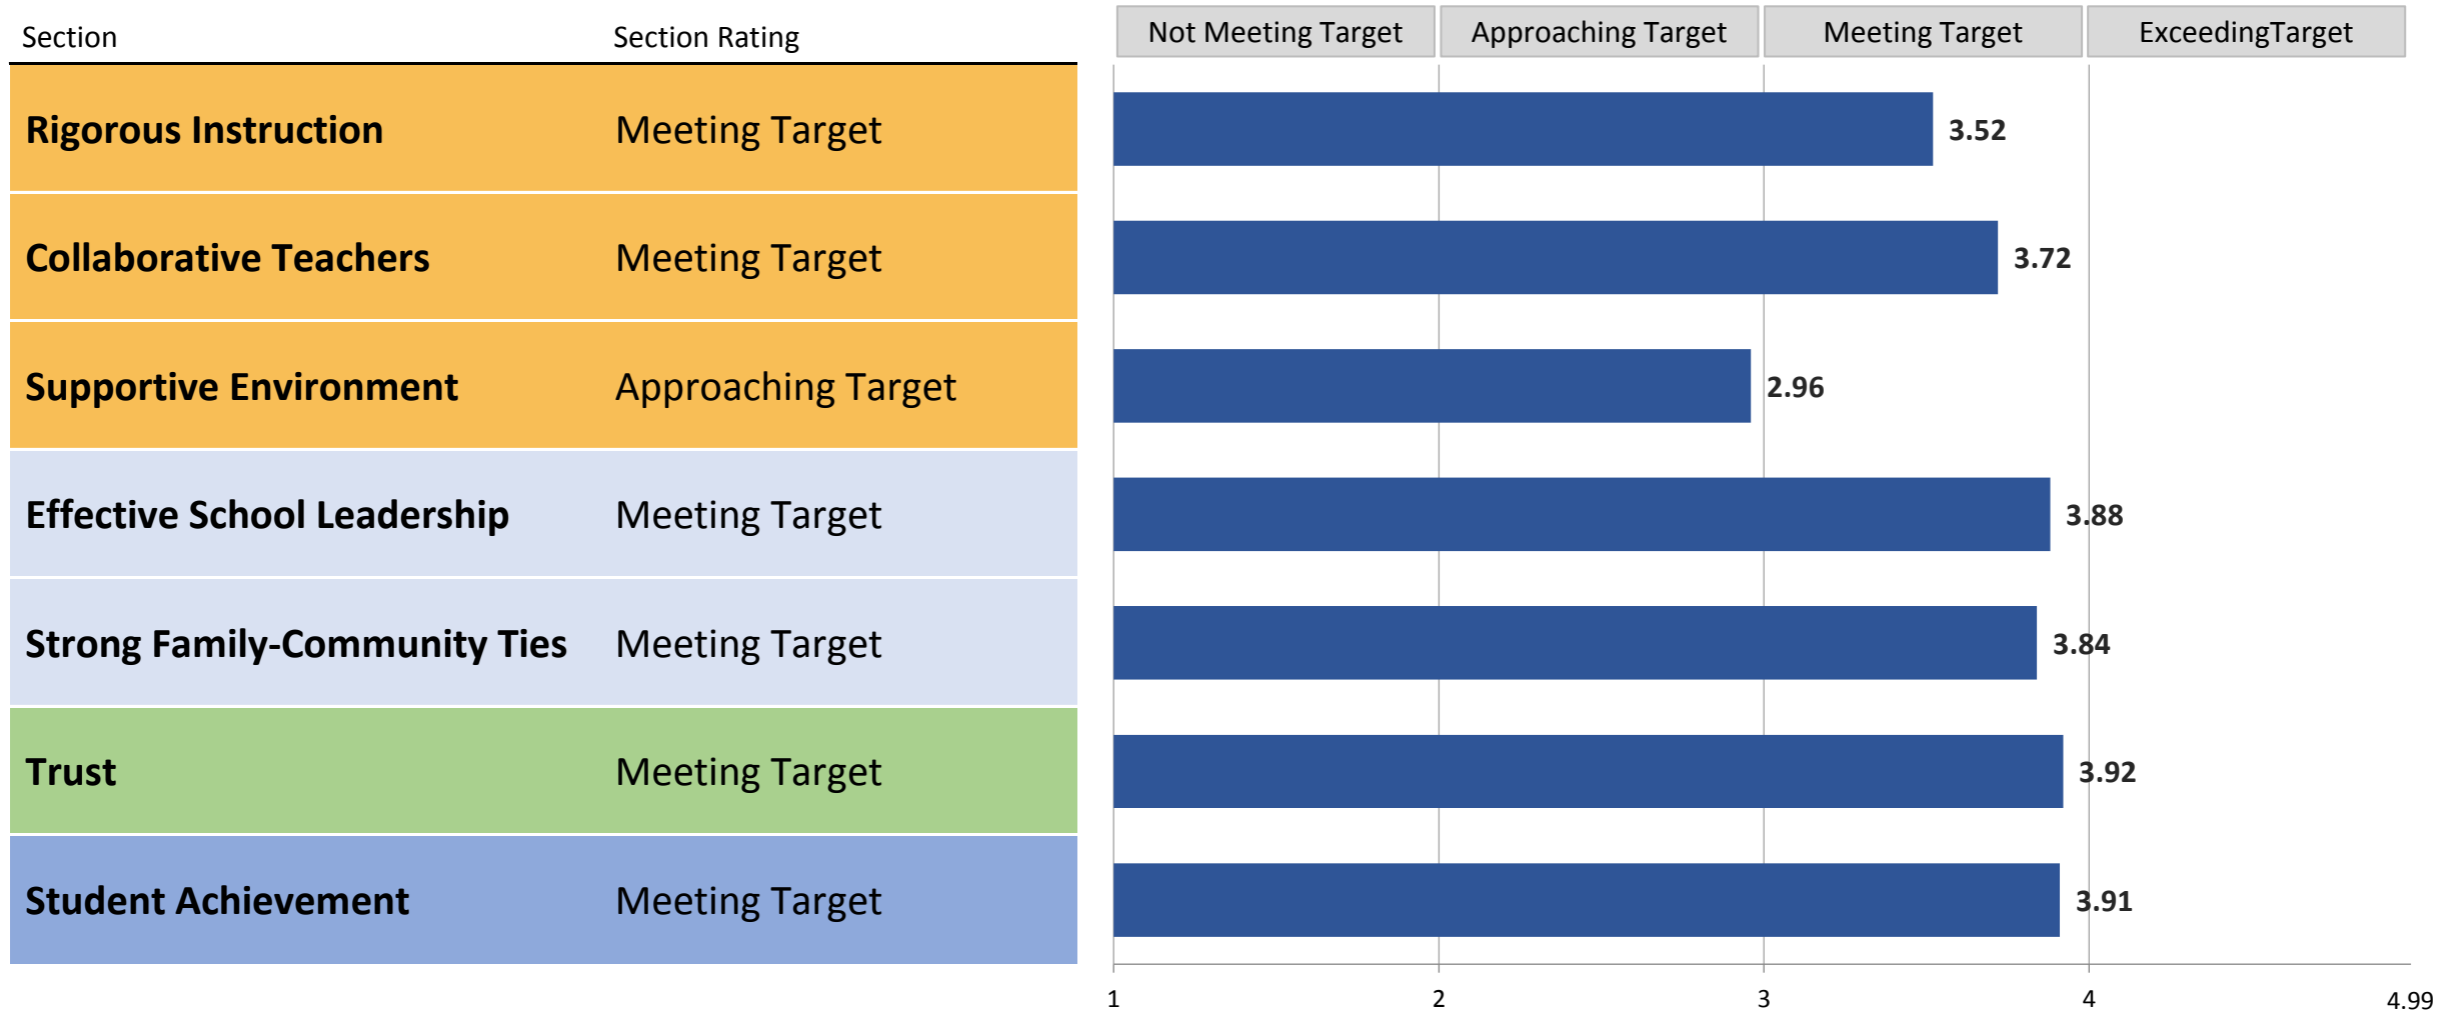 Section Section Rating Not Meeting Target Approaching Target Meeting Target ExceedingTarget
Rigorous Instruction Meeting Target 3.52
Collaborative Teachers Meeting Target 3.72
Supportive Environment Approaching Target 2.96
Effective School Leadership Meeting Target 3.88
Strong Family-Community Ties Meeting Target 3.84
Trust Meeting Target 3.92
Student Achievement Meeting Target 3.91
1 2 3 4 4.99